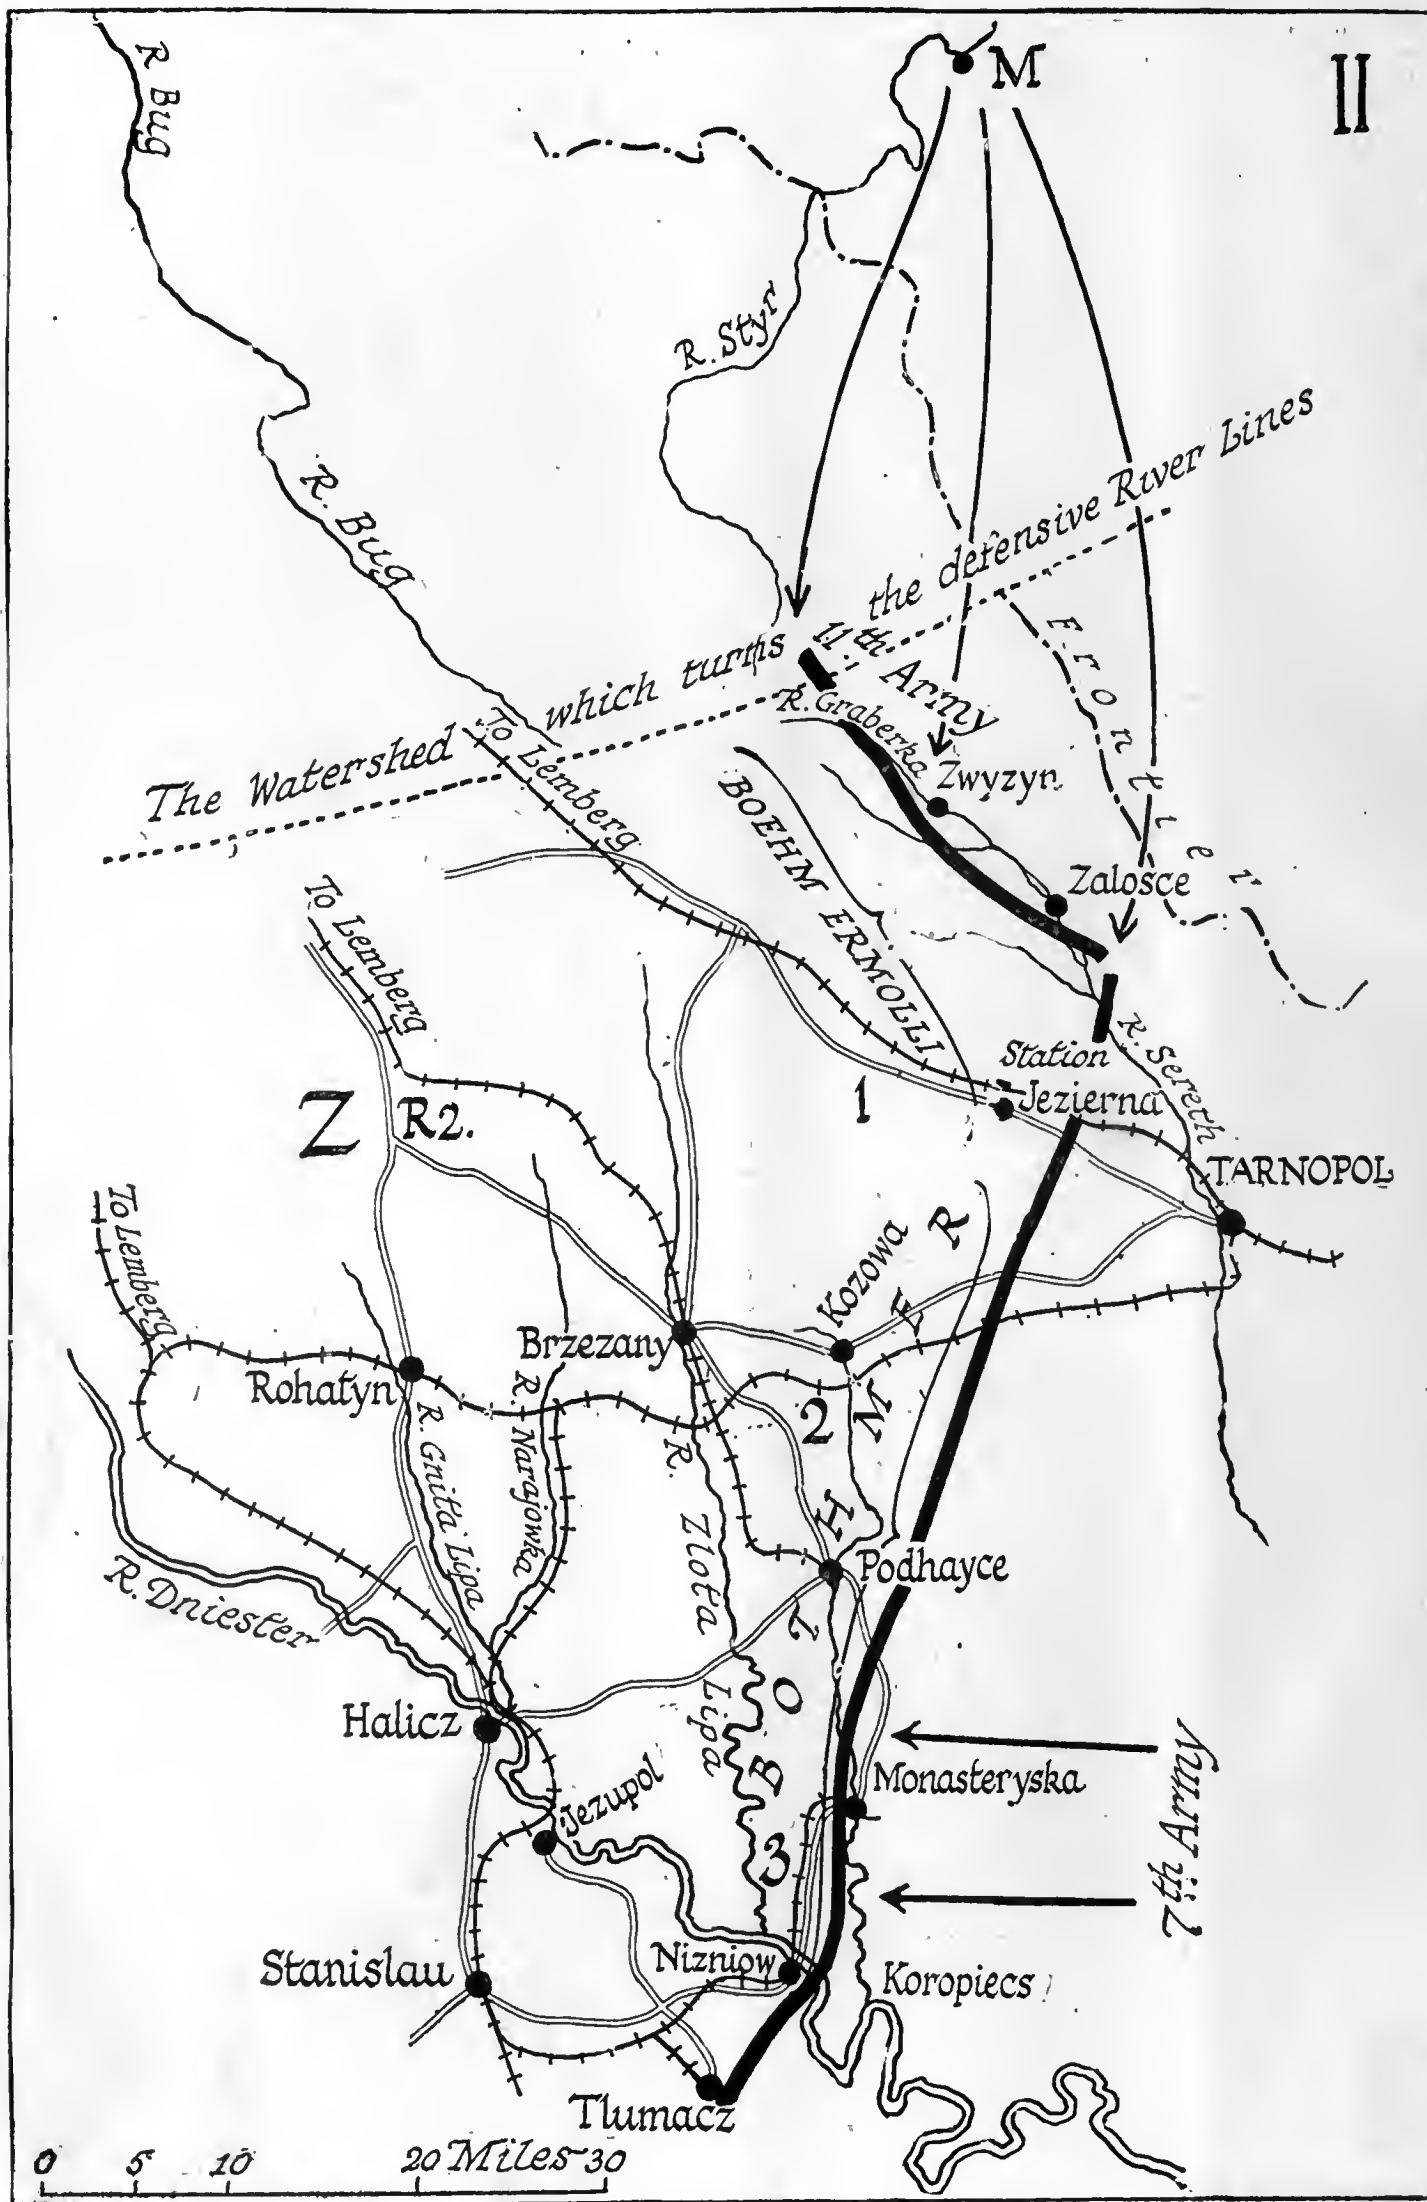 II
M
R Bug
R. Styr
R. Bug
The Watershed which turns the defensive River Lines
11th Army
R. Graberka
Frontier
Zwyzyn
To Lemberg
BOEHM ERMOLLI
Zalosce
To Lemberg
Station
Jezierna
R. Sereth
TARNOPOL
Z
R2.
1
To Lemberg
Kozowa
BOTHMER
Brzezany
Rohatyn
R. Narajowka
R. Gnita Lipa
2
R. Zlota Lipa
Podhayce
R. Dniester
Halicz
Jezupol
Monasteryska
7th Army
3
Stanislau
Nizniow
Koropiecs
Tlumacz
0 5 10 20 Miles 30